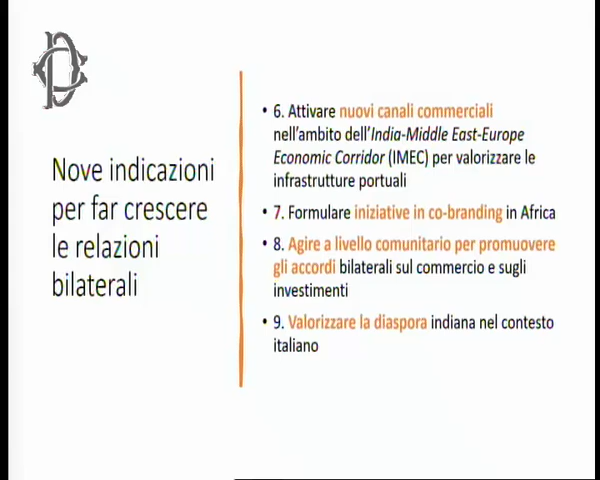 Nove indicazioni
per far crescere
le relazioni
bilaterali
• 6. Attivare nuovi canali commerciali
nell'ambito dell'India-Middle East-Europe
Economic Corridor (IMEC) per valorizzare le
infrastrutture portuali
• 7. Formulare iniziative in co-branding in Africa
• 8. Agire a livello comunitario per promuovere
gli accordi bilaterali sul commercio e sugli
investimenti
• 9. Valorizzare la diaspora indiana nel contesto
italiano